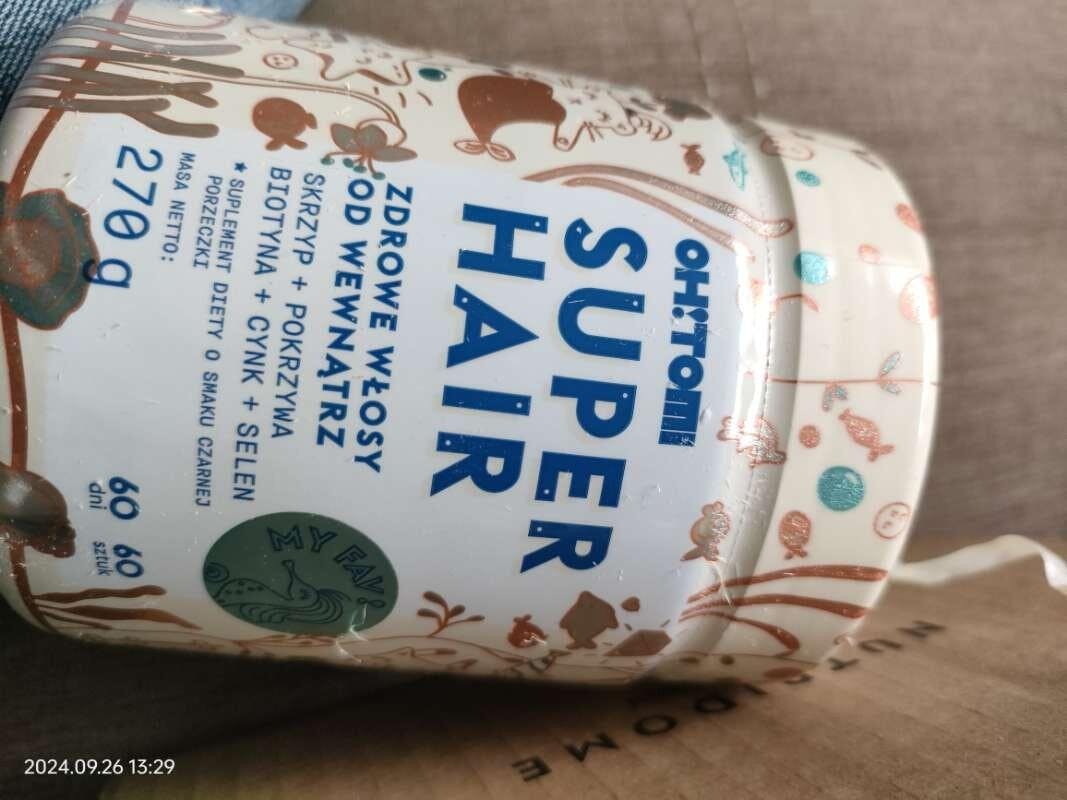 OH!TOMI
SUPER
HAIR
ZDROWE WŁOSY
OD WEWNĄTRZ
SKRZYP + POKRZYWA
BIOTYNA + CYNK + SELEN
★ SUPLEMENT DIETY O SMAKU CZARNEJ
PORZECZKI
MASA NETTO:
270 g
60 60
dni sztuk
MY FAV!
NUTRIDOME
2024.09.26 13:29